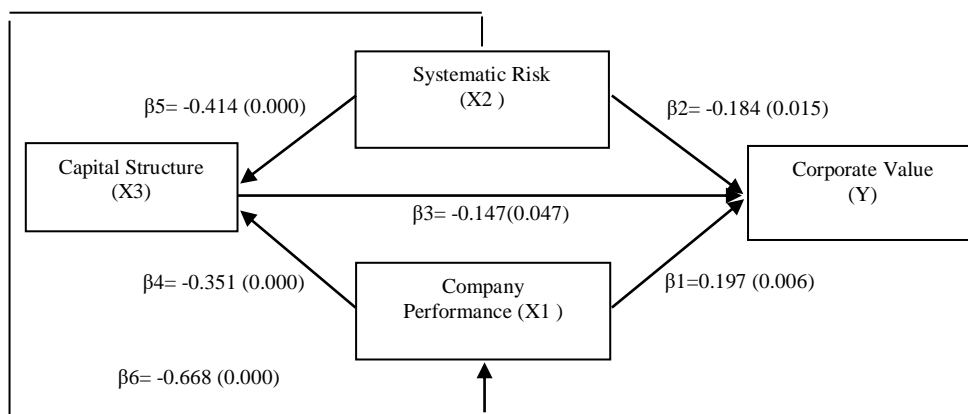 Systematic Risk
(X2 )
β5= -0.414 (0.000)
β2= -0.184 (0.015)
Capital Structure
(X3)
Corporate Value
(Y)
β3= -0.147(0.047)
β4= -0.351 (0.000)
Company
Performance (X1 )
β1=0.197 (0.006)
β6= -0.668 (0.000)